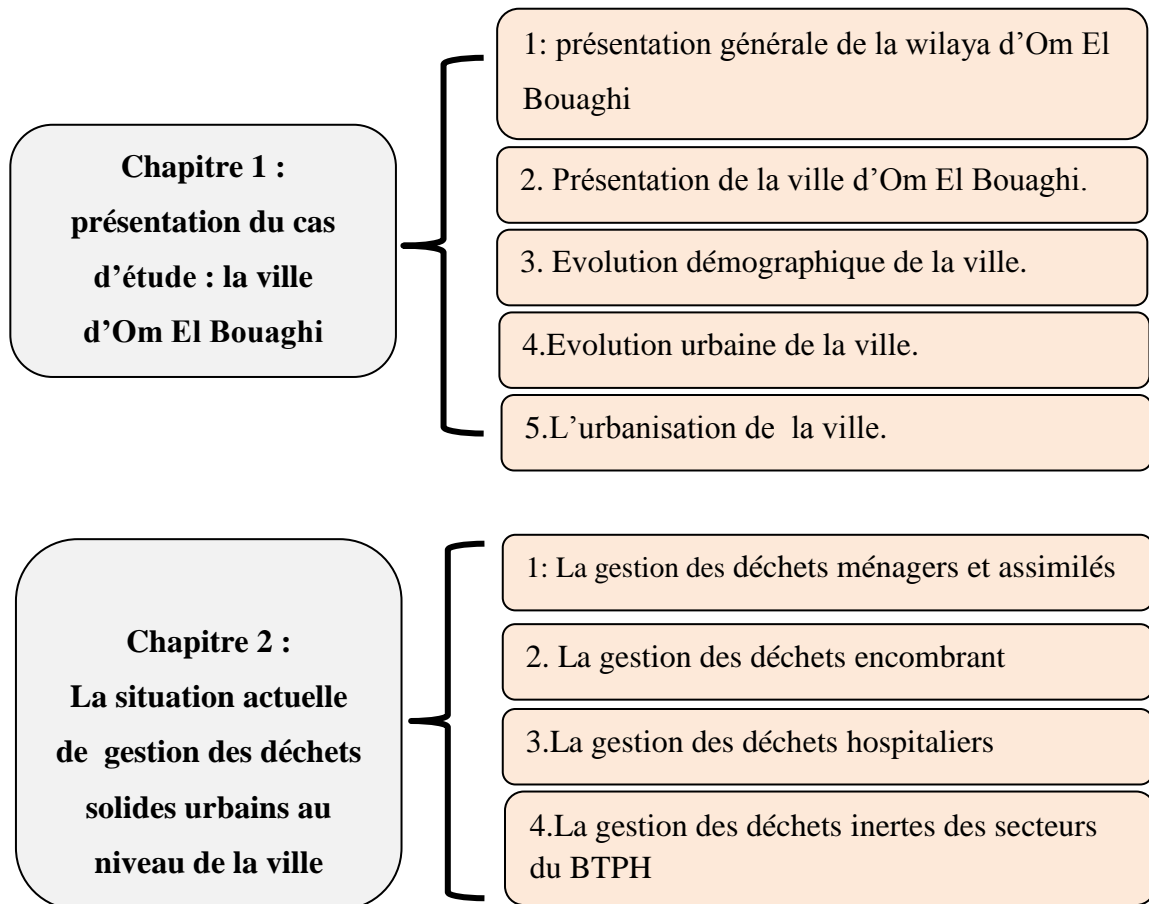 Chapitre 1 :
présentation du cas
d’étude : la ville
d’Om El Bouaghi
1: présentation générale de la wilaya d’Om El
Bouaghi
2. Présentation de la ville d’Om El Bouaghi.
3. Evolution démographique de la ville.
4.Evolution urbaine de la ville.
5.L’urbanisation de  la ville.
Chapitre 2 :
La situation actuelle
de  gestion des déchets
solides urbains au
niveau de la ville
1: La gestion des déchets ménagers et assimilés
2. La gestion des déchets encombrant
3.La gestion des déchets hospitaliers
4.La gestion des déchets inertes des secteurs
du BTPH